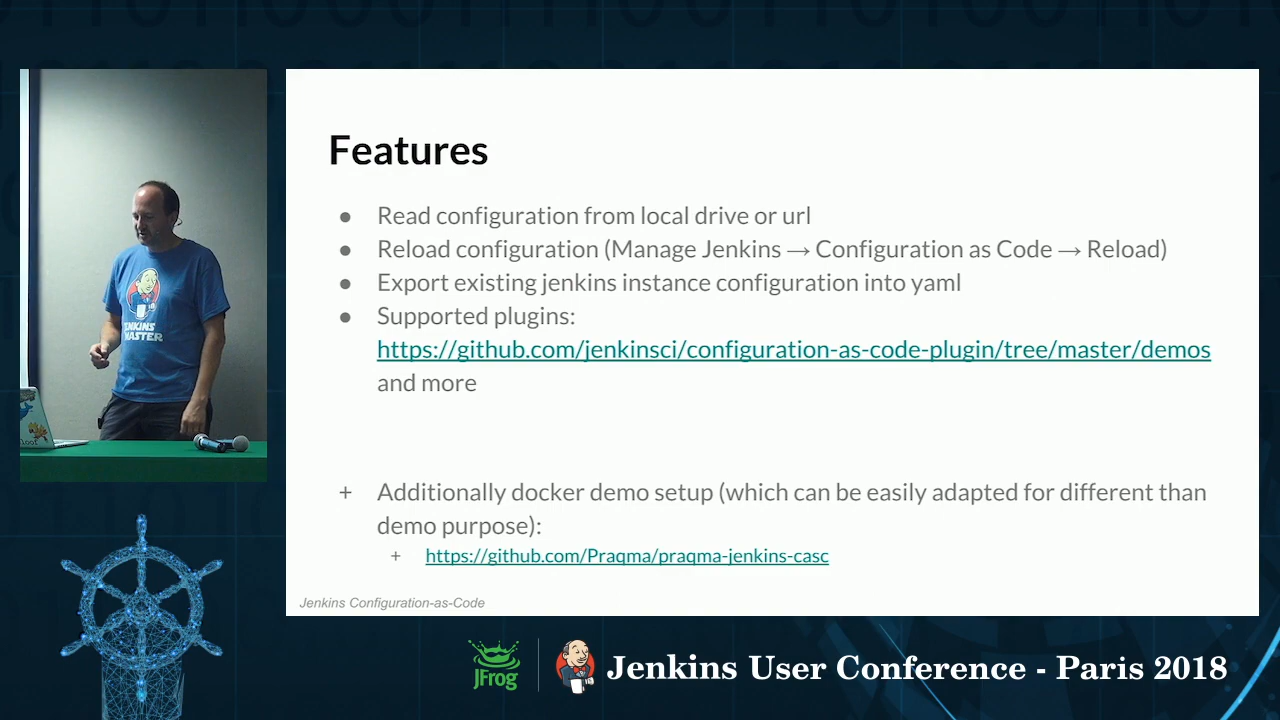 Features
● Read configuration from local drive or url
● Reload configuration (Manage Jenkins → Configuration as Code → Reload)
● Export existing jenkins instance configuration into yaml
● Supported plugins:
https://github.com/jenkinsci/configuration-as-code-plugin/tree/master/demos
and more
+ Additionally docker demo setup (which can be easily adapted for different than
demo purpose):
+ https://github.com/Praqma/praqma-jenkins-casc
Jenkins Configuration-as-Code
JENKINS
MASTER
JFrog
Jenkins User Conference - Paris 2018